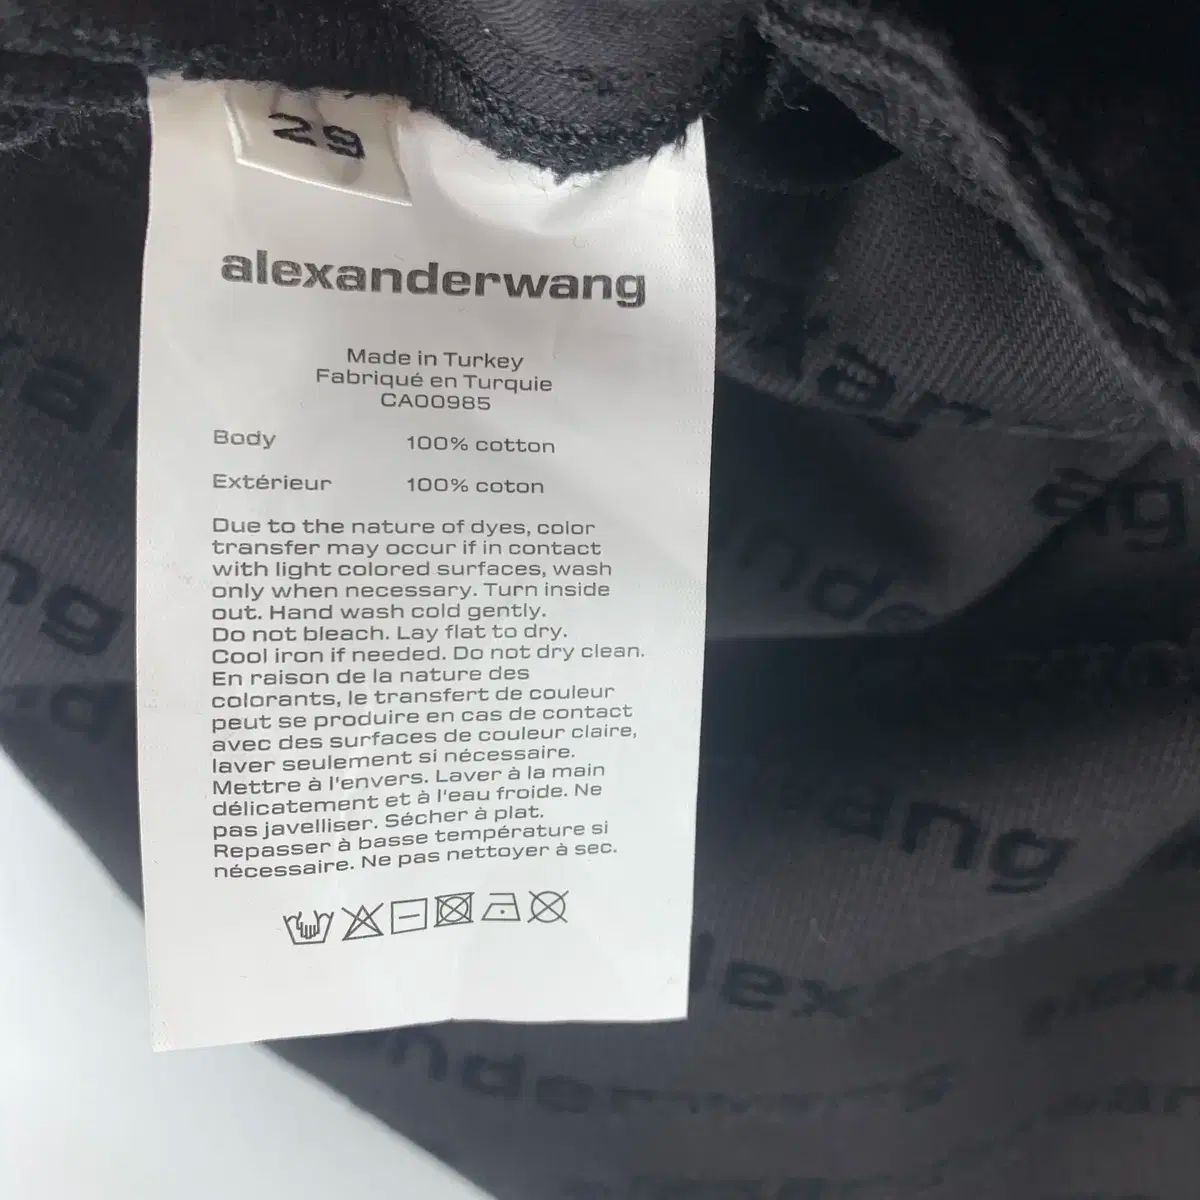 29
alexanderwang
Made in Turkey
Fabriqué en Turquie
CA00985
Body 100% cotton
Extérieur 100% coton
Due to the nature of dyes, color
transfer may occur if in contact
with light colored surfaces, wash
only when necessary. Turn inside
out. Hand wash cold gently.
Do not bleach. Lay flat to dry.
Cool iron if needed. Do not dry clean.
En raison de la nature des
colorants, le transfert de couleur
peut se produire en cas de contact
avec des surfaces de couleur claire,
laver seulement si nécessaire.
Mettre à l'envers. Laver à la main
délicatement et à l'eau froide. Ne
pas javelliser. Sécher à plat.
Repasser à basse température si
nécessaire. Ne pas nettoyer à sec.